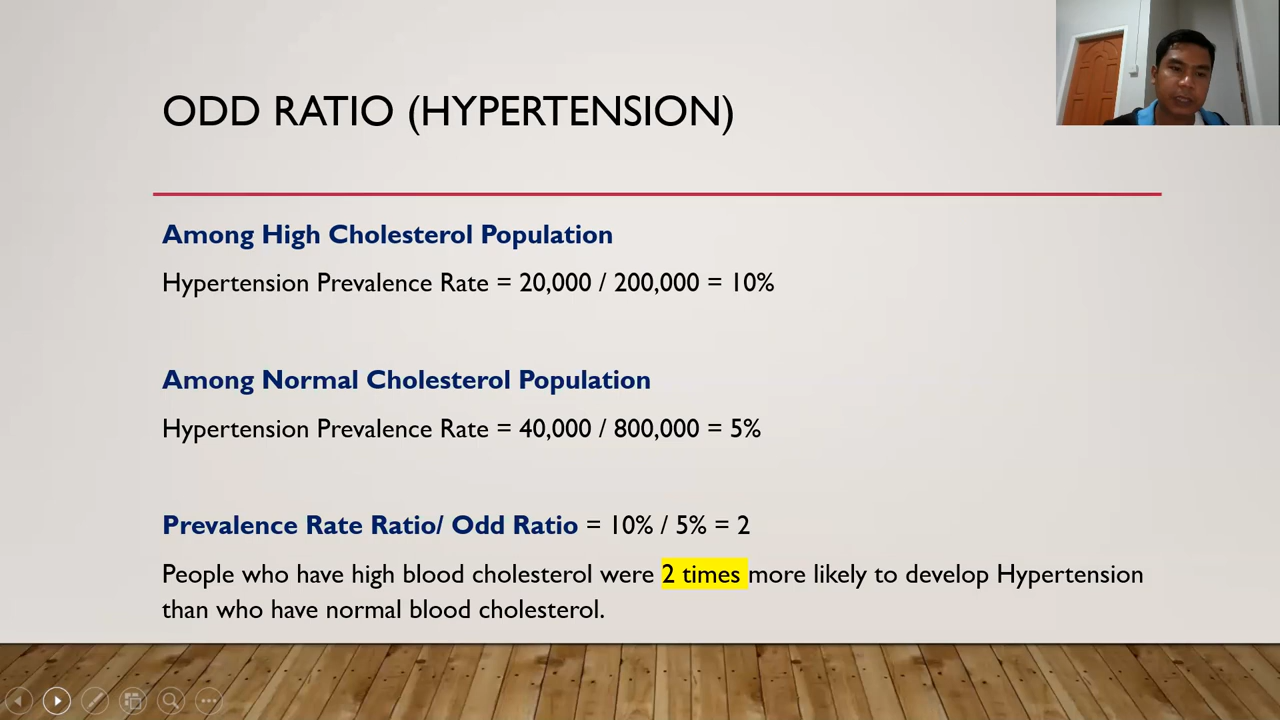 ODD RATIO (HYPERTENSION)
Among High Cholesterol Population
Hypertension Prevalence Rate = 20,000 / 200,000 = 10%
Among Normal Cholesterol Population
Hypertension Prevalence Rate = 40,000 / 800,000 = 5%
Prevalence Rate Ratio/ Odd Ratio = 10% / 5% = 2
People who have high blood cholesterol were 2 times more likely to develop Hypertension
than who have normal blood cholesterol.